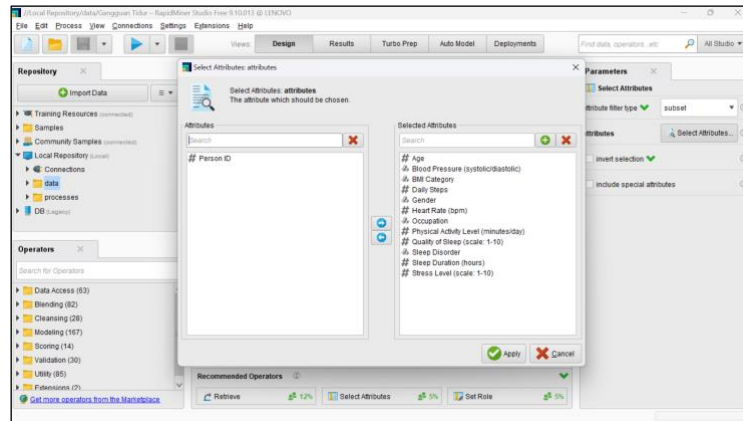 //Local Repository/data/Gangguan Tidur – RapidMiner Studio Free 9.10.013 @ LENOVO
File Edit Process View Connections Settings Extensions Help
Views: Design Results Turbo Prep Auto Model Deployments Find data, operators...etc All Studio
Repository
Import Data
Training Resources (connected)
Samples
Community Samples (connected)
Local Repository (Local)
Connections
data
processes
DB (Legacy)
Operators
Search for Operators
Data Access (63)
Blending (82)
Cleansing (28)
Modeling (167)
Scoring (14)
Validation (30)
Utility (85)
Extensions (2)
Get more operators from the Marketplace
Select Attributes: attributes
Select Attributes: attributes
The attribute which should be chosen.
Attributes
Search
Person ID
Selected Attributes
Search
Age
Blood Pressure (systolic/diastolic)
BMI Category
Daily Steps
Gender
Heart Rate (bpm)
Occupation
Physical Activity Level (minutes/day)
Quality of Sleep (scale: 1-10)
Sleep Disorder
Sleep Duration (hours)
Stress Level (scale: 1-10)
Apply Cancel
Recommended Operators
Retrieve 12% Select Attributes 5% Set Role 5%
Parameters
Select Attributes
attribute filter type subset
attributes Select Attributes...
invert selection
include special attributes